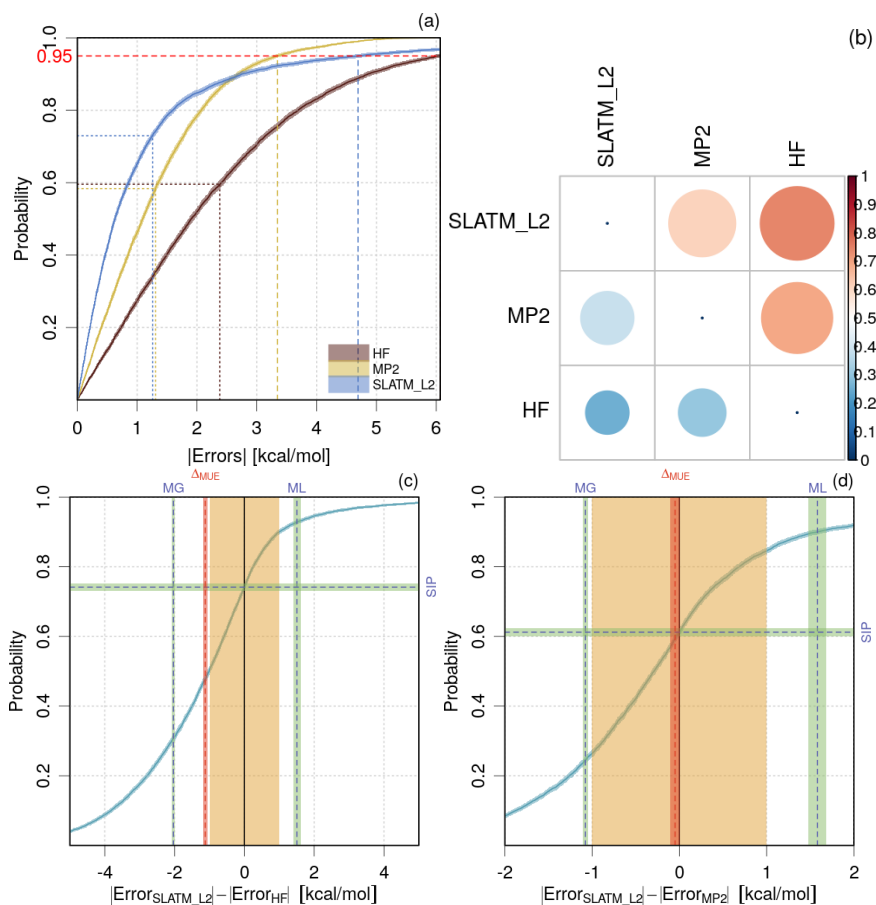 (a)
1.0
0.95
0.8
0.6
0.4
0.2
Probability
0 1 2 3 4 5 6
|Errors| [kcal/mol]
HF
MP2
SLATM_L2
(b)
SLATM_L2 MP2 HF
SLATM_L2
MP2
HF
1
0.9
0.8
0.7
0.6
0.5
0.4
0.3
0.2
0.1
0
MG ΔMUE ML (c)
1.0
0.8
0.6
0.4
0.2
Probability
SIP
-4 -2 0 2 4
|ErrorSLATM_L2|−|ErrorHF| [kcal/mol]
MG ΔMUE ML (d)
1.0
0.8
0.6
0.4
0.2
Probability
SIP
-2 -1 0 1 2
|ErrorSLATM_L2|−|ErrorMP2| [kcal/mol]